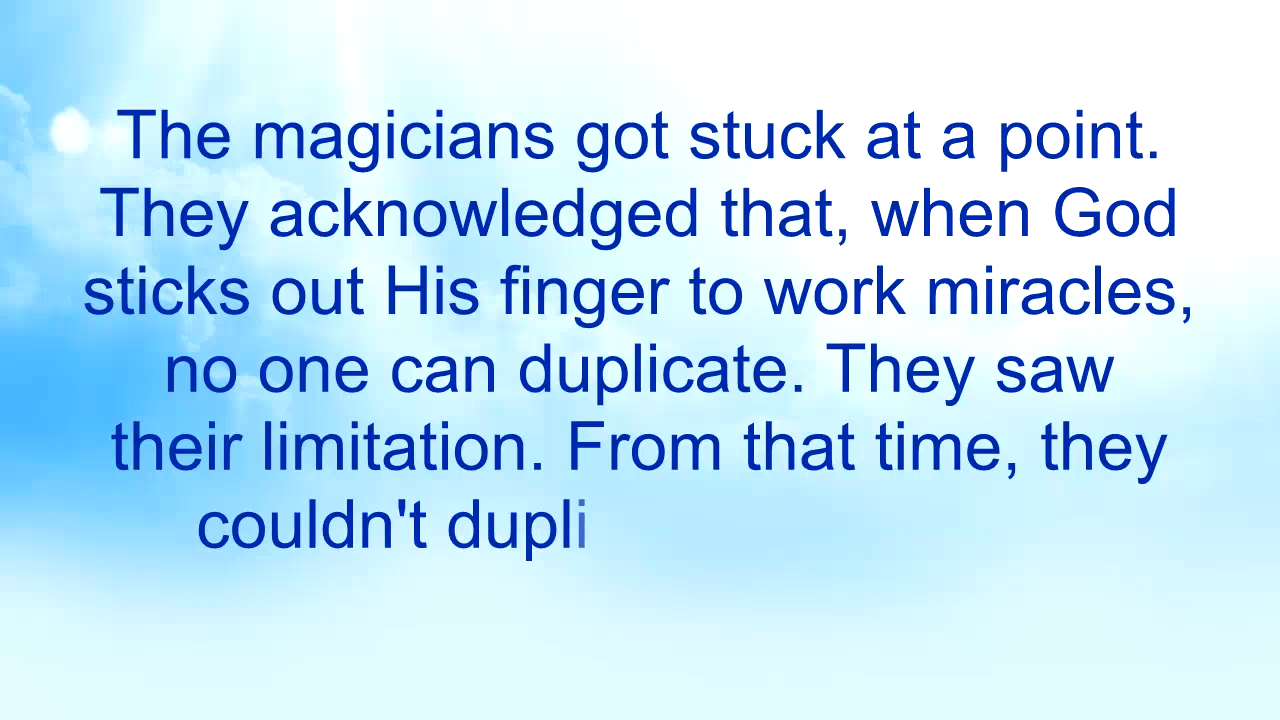 The magicians got stuck at a point.
They acknowledged that, when God
sticks out His finger to work miracles,
no one can duplicate. They saw
their limitation. From that time, they
couldn't dupli